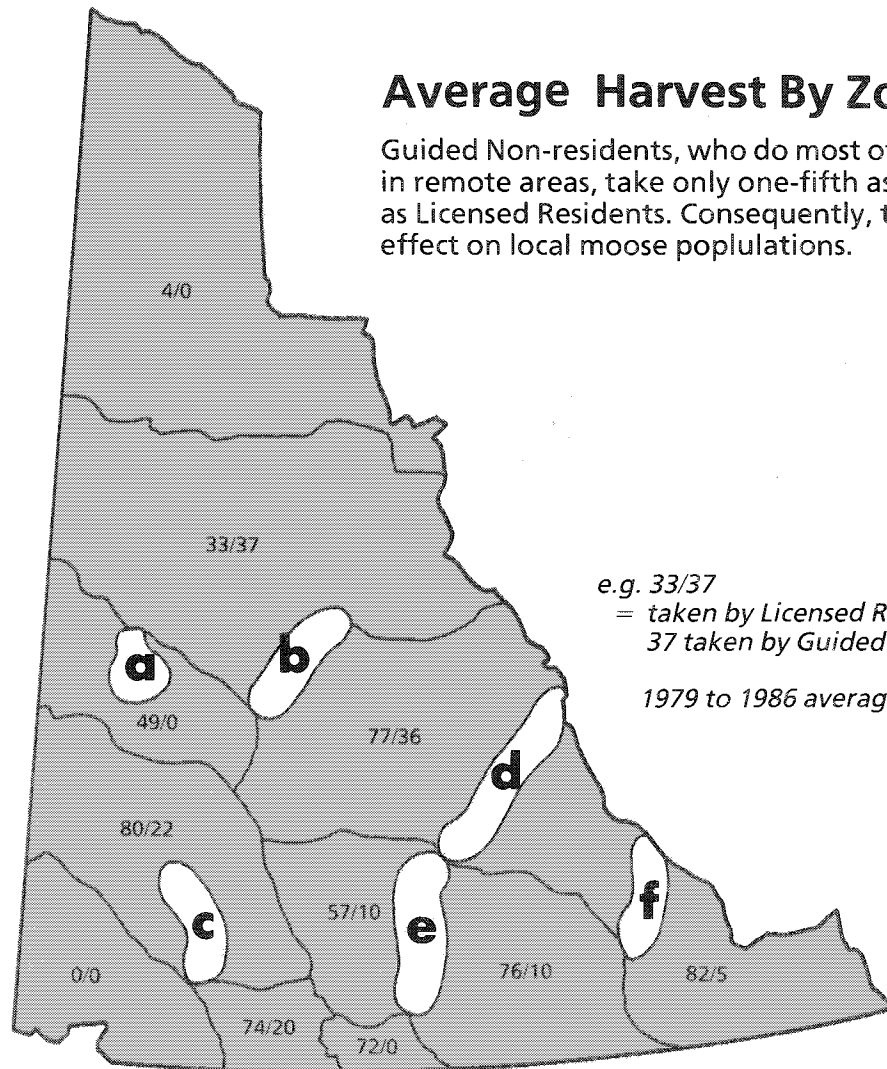 Average Harvest By Zo
Guided Non-residents, who do most o
in remote areas, take only one-fifth as
as Licensed Residents. Consequently, t
effect on local moose poplulations.
4/0
33/37
e.g. 33/37
= taken by Licensed R
37 taken by Guided
1979 to 1986 averag
a
b
49/0
77/36
d
80/22
c
57/10
e
f
0/0
76/10
82/5
74/20
72/0